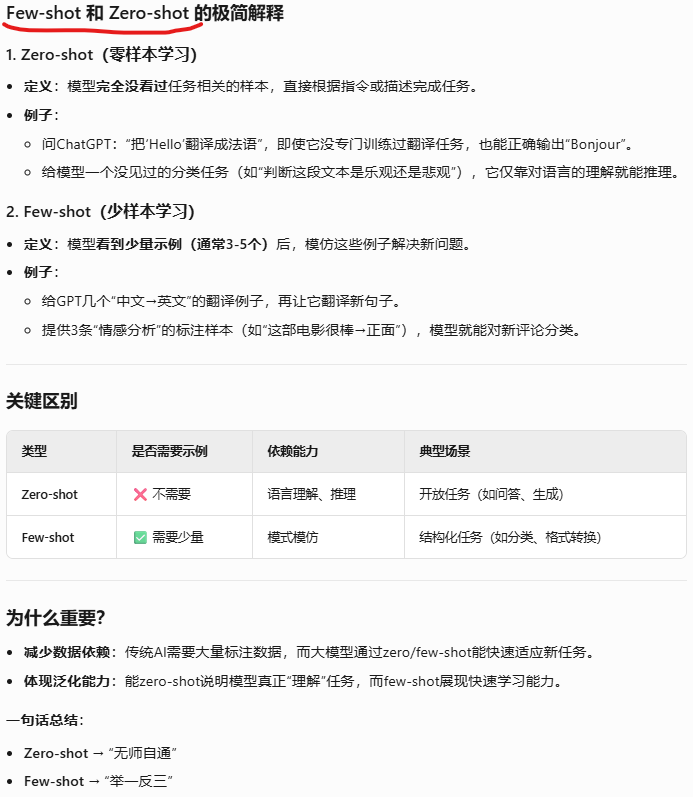 Few-shot 和 Zero-shot 的极简解释
1. Zero-shot（零样本学习）
• 定义：模型完全没看过任务相关的样本，直接根据指令或描述完成任务。
• 例子：
○ 问ChatGPT：“把‘Hello’翻译成法语”，即使它没专门训练过翻译任务，也能正确输出“Bonjour”。
○ 给模型一个没见过的分类任务（如“判断这段文本是乐观还是悲观”），它仅靠对语言的理解就能推理。
2. Few-shot（少样本学习）
• 定义：模型看到少量示例（通常3-5个）后，模仿这些例子解决新问题。
• 例子：
○ 给GPT几个“中文→英文”的翻译例子，再让它翻译新句子。
○ 提供3条“情感分析”的标注样本（如“这部电影很棒→正面”），模型就能对新评论分类。
关键区别
类型 是否需要示例 依赖能力 典型场景
Zero-shot ❌ 不需要 语言理解、推理 开放任务（如问答、生成）
Few-shot ✅ 需要少量 模式模仿 结构化任务（如分类、格式转换）
为什么重要？
• 减少数据依赖：传统AI需要大量标注数据，而大模型通过zero/few-shot能快速适应新任务。
• 体现泛化能力：能zero-shot说明模型真正“理解”任务，而few-shot展现快速学习能力。
一句话总结：
• Zero-shot → “无师自通”
• Few-shot → “举一反三”